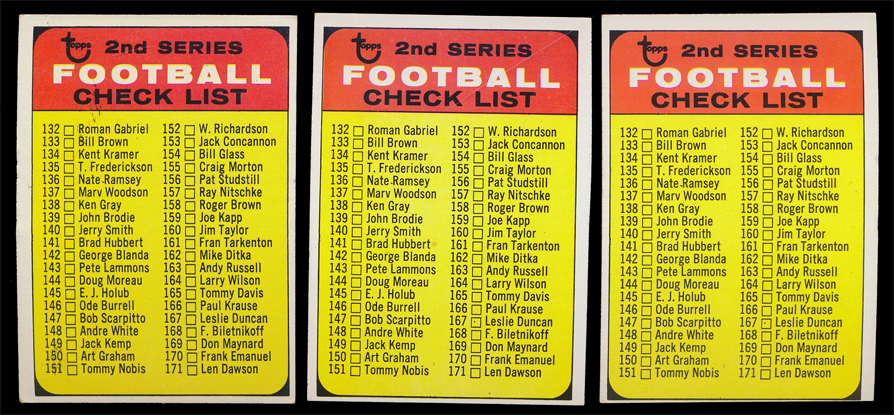 topps 2nd SERIES
FOOTBALL
CHECK LIST
132 Roman Gabriel
133 Bill Brown
134 Kent Kramer
135 T. Frederickson
136 Nate Ramsey
137 Marv Woodson
138 Ken Gray
139 John Brodie
140 Jerry Smith
141 Brad Hubbert
142 George Blanda
143 Pete Lammons
144 Doug Moreau
145 E. J. Holub
146 Ode Burrell
147 Bob Scarpitto
148 Andre White
149 Jack Kemp
150 Art Graham
151 Tommy Nobis
152 W. Richardson
153 Jack Concannon
154 Bill Glass
155 Craig Morton
156 Pat Studstill
157 Ray Nitschke
158 Roger Brown
159 Joe Kapp
160 Jim Taylor
161 Fran Tarkenton
162 Mike Ditka
163 Andy Russell
164 Larry Wilson
165 Tommy Davis
166 Paul Krause
167 Leslie Duncan
168 F. Biletnikoff
169 Don Maynard
170 Frank Emanuel
171 Len Dawson
topps 2nd SERIES
FOOTBALL
CHECK LIST
132 Roman Gabriel
133 Bill Brown
134 Kent Kramer
135 T. Frederickson
136 Nate Ramsey
137 Marv Woodson
138 Ken Gray
139 John Brodie
140 Jerry Smith
141 Brad Hubbert
142 George Blanda
143 Pete Lammons
144 Doug Moreau
145 E. J. Holub
146 Ode Burrell
147 Bob Scarpitto
148 Andre White
149 Jack Kemp
150 Art Graham
151 Tommy Nobis
152 W. Richardson
153 Jack Concannon
154 Bill Glass
155 Craig Morton
156 Pat Studstill
157 Ray Nitschke
158 Roger Brown
159 Joe Kapp
160 Jim Taylor
161 Fran Tarkenton
162 Mike Ditka
163 Andy Russell
164 Larry Wilson
165 Tommy Davis
166 Paul Krause
167 Leslie Duncan
168 F. Biletnikoff
169 Don Maynard
170 Frank Emanuel
171 Len Dawson
topps 2nd SERIES
FOOTBALL
CHECK LIST
132 Roman Gabriel
133 Bill Brown
134 Kent Kramer
135 T. Frederickson
136 Nate Ramsey
137 Marv Woodson
138 Ken Gray
139 John Brodie
140 Jerry Smith
141 Brad Hubbert
142 George Blanda
143 Pete Lammons
144 Doug Moreau
145 E. J. Holub
146 Ode Burrell
147 Bob Scarpitto
148 Andre White
149 Jack Kemp
150 Art Graham
151 Tommy Nobis
152 W. Richardson
153 Jack Concannon
154 Bill Glass
155 Craig Morton
156 Pat Studstill
157 Ray Nitschke
158 Roger Brown
159 Joe Kapp
160 Jim Taylor
161 Fran Tarkenton
162 Mike Ditka
163 Andy Russell
164 Larry Wilson
165 Tommy Davis
166 Paul Krause
167 Leslie Duncan
168 F. Biletnikoff
169 Don Maynard
170 Frank Emanuel
171 Len Dawson